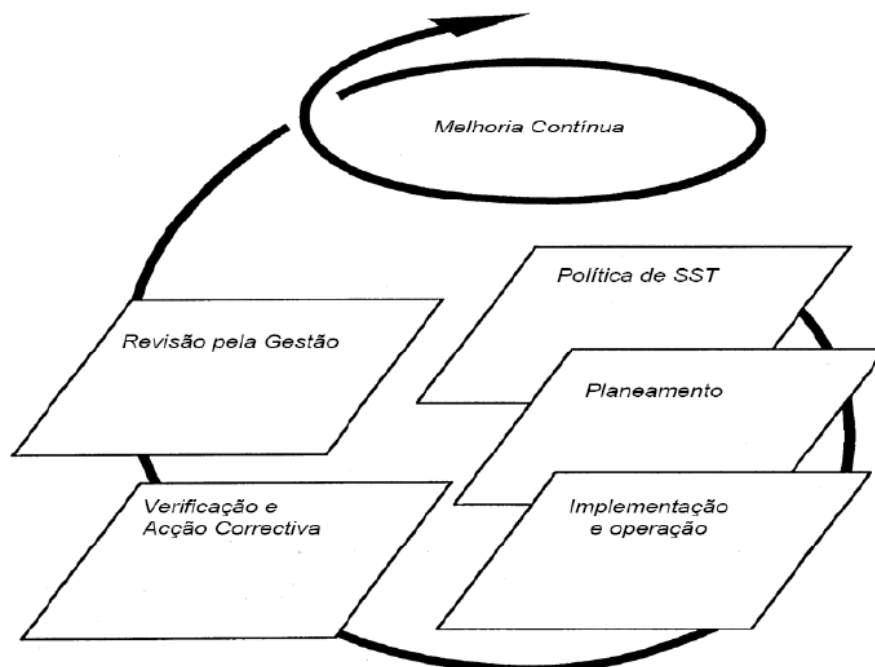 Melhoria Contínua
Política de SST
Revisão pela Gestão
Planeamento
Verificação e
Acção Correctiva
Implementação
e operação